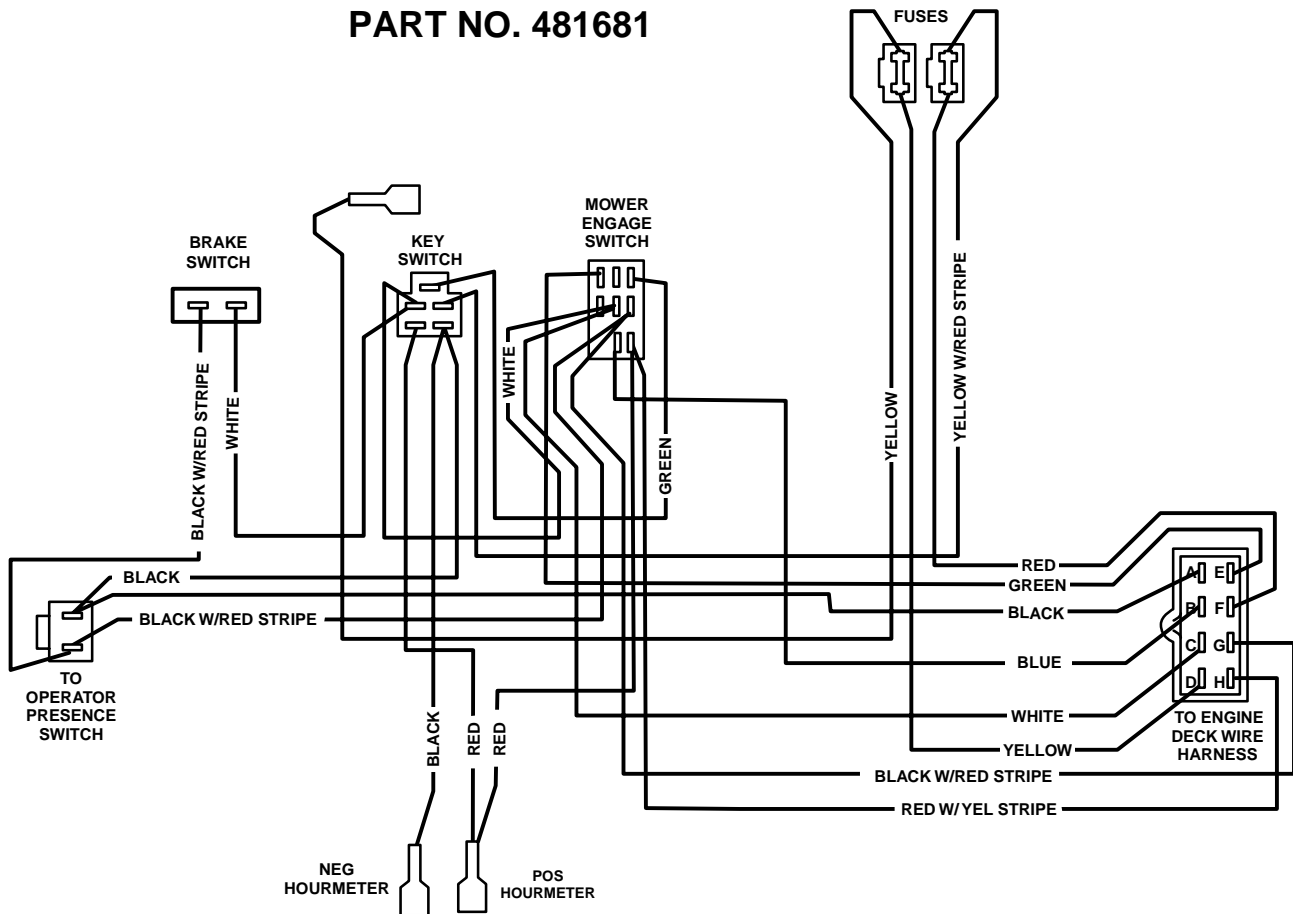 PART NO. 481681
FUSES
MOWER
ENGAGE
SWITCH
BRAKE
SWITCH
KEY
SWITCH
BLACK W/RED STRIPE
WHITE
WHITE
GREEN
YELLOW
YELLOW W/RED STRIPE
BLACK
BLACK W/RED STRIPE
TO
OPERATOR
PRESENCE
SWITCH
RED
GREEN
BLACK
BLUE
WHITE
YELLOW
BLACK W/RED STRIPE
RED W/ YEL STRIPE
A E
B F
C G
D H
TO ENGINE
DECK WIRE
HARNESS
BLACK
RED
RED
NEG
HOURMETER
POS
HOURMETER